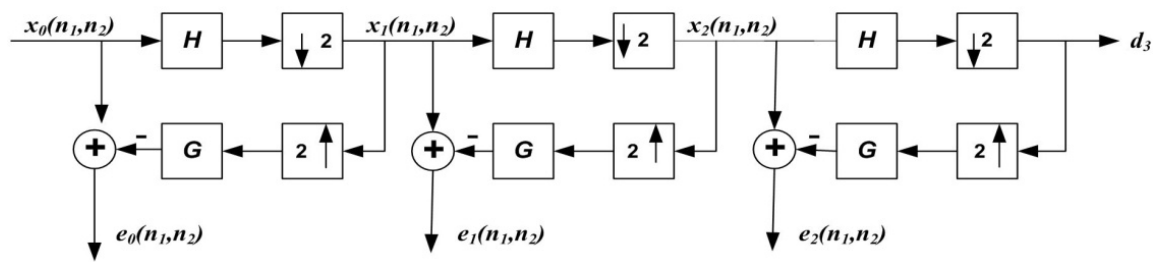 x₀(n₁,n₂) x₁(n₁,n₂) x₂(n₁,n₂)
H ↓ 2 H ↓ 2 H ↓ 2 d₃
+ - G 2 ↑ + - G 2 ↑ + - G 2 ↑
e₀(n₁,n₂) e₁(n₁,n₂) e₂(n₁,n₂)